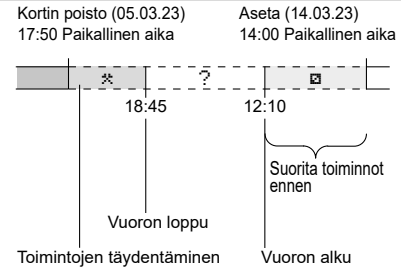 Kortin poisto (05.03.23)
17:50 Paikallinen aika
Aseta (14.03.23)
14:00 Paikallinen aika
?
18:45
12:10
Suorita toiminnot
ennen
Vuoron loppu
Toimintojen täydentäminen
Vuoron alku